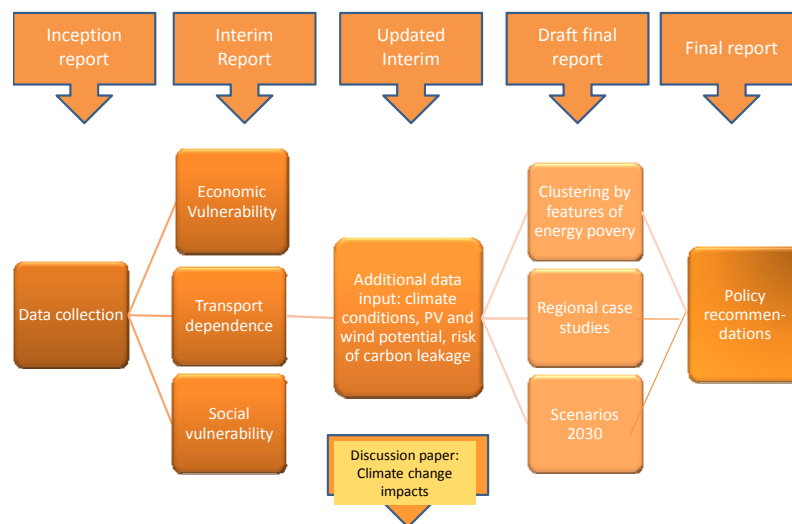 Inception
report
Interim
Report
Updated
Interim
Draft final
report
Final report
Economic
Vulnerability
Clustering by
features of
energy povery
Data collection
Transport
dependence
Additional data
input: climate
conditions, PV and
wind potential, risk
of carbon leakage
Regional case
studies
Policy
recommen-
dations
Social
vulnerability
Scenarios
2030
Discussion paper:
Climate change
impacts